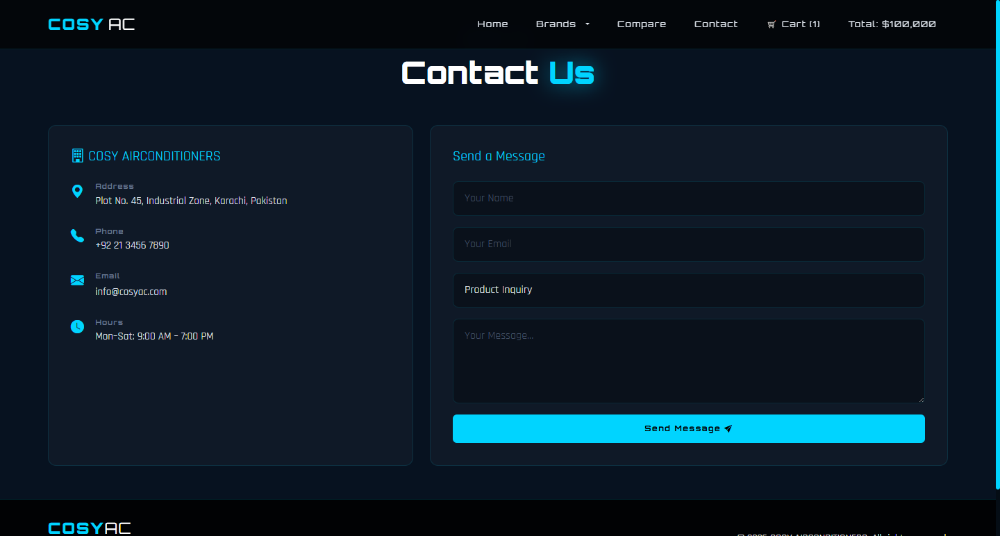 COSY AC
Home Brands Compare Contact Cart (1) Total: $100,000
Contact Us
COSY AIRCONDITIONERS
Address
Plot No. 45, Industrial Zone, Karachi, Pakistan
Phone
+92 21 3456 7890
Email
info@cosyac.com
Hours
Mon–Sat: 9:00 AM – 7:00 PM
Send a Message
Your Name
Your Email
Product Inquiry
Your Message...
Send Message
COSYAC